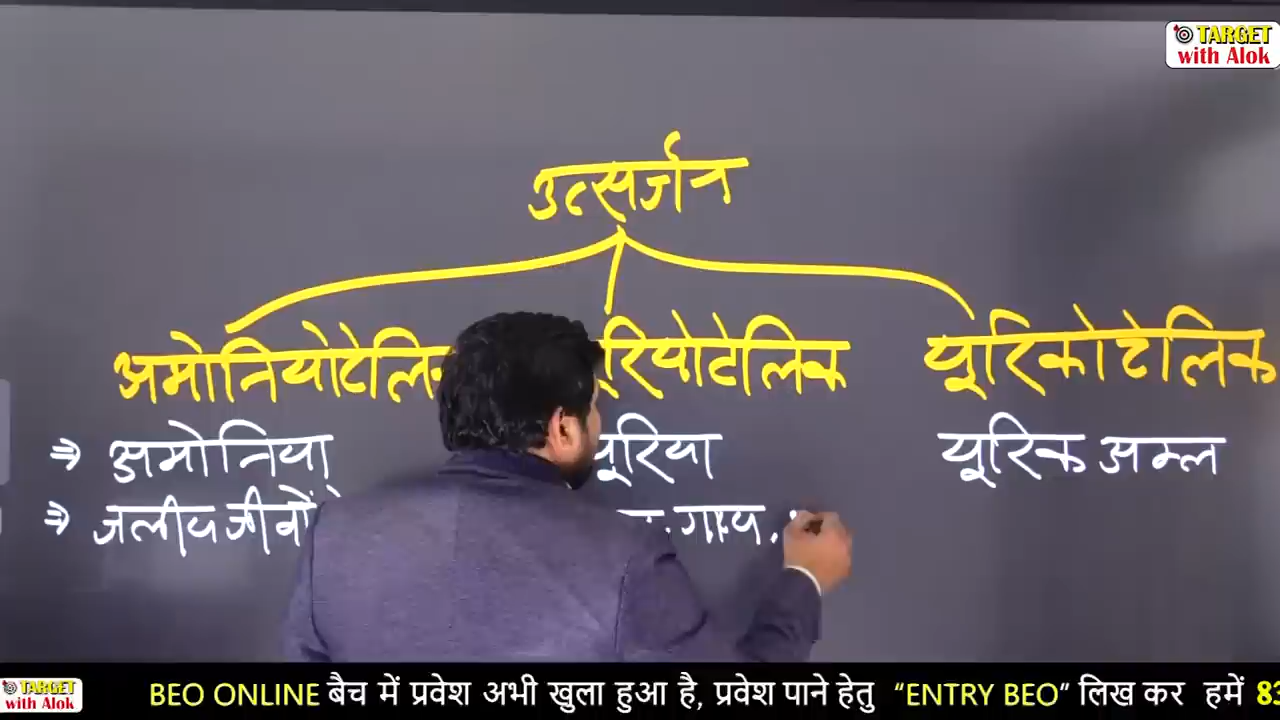 TARGET
with Alok
उत्सर्जन
अमोनियोटेलिक यूरियोटेलिक यूरिकोटेलिक
⇒ अमोनिया यूरिया यूरिक अम्ल
⇒ जलीय जीवों गाय,
TARGET
with Alok
BEO ONLINE बैच में प्रवेश अभी खुला हुआ है, प्रवेश पाने हेतु “ENTRY BEO” लिख कर हमें 83